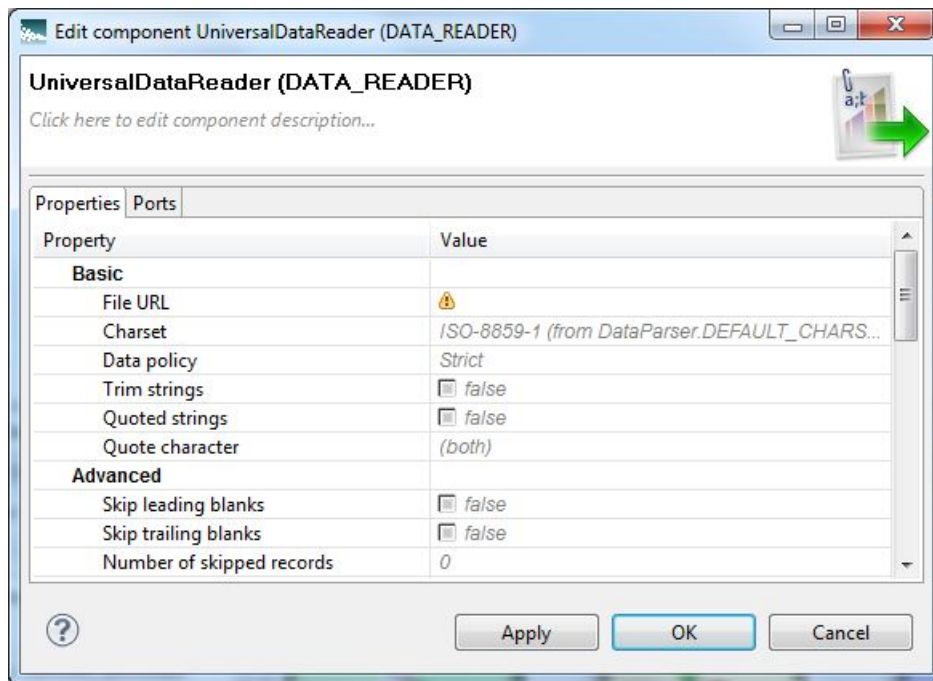 Edit component UniversalDataReader (DATA_READER)
UniversalDataReader (DATA_READER)
Click here to edit component description...
a;b
Properties Ports
Property Value
Basic
File URL
Charset ISO-8859-1 (from DataParser.DEFAULT_CHARS...
Data policy Strict
Trim strings false
Quoted strings false
Quote character (both)
Advanced
Skip leading blanks false
Skip trailing blanks false
Number of skipped records 0
Apply OK Cancel